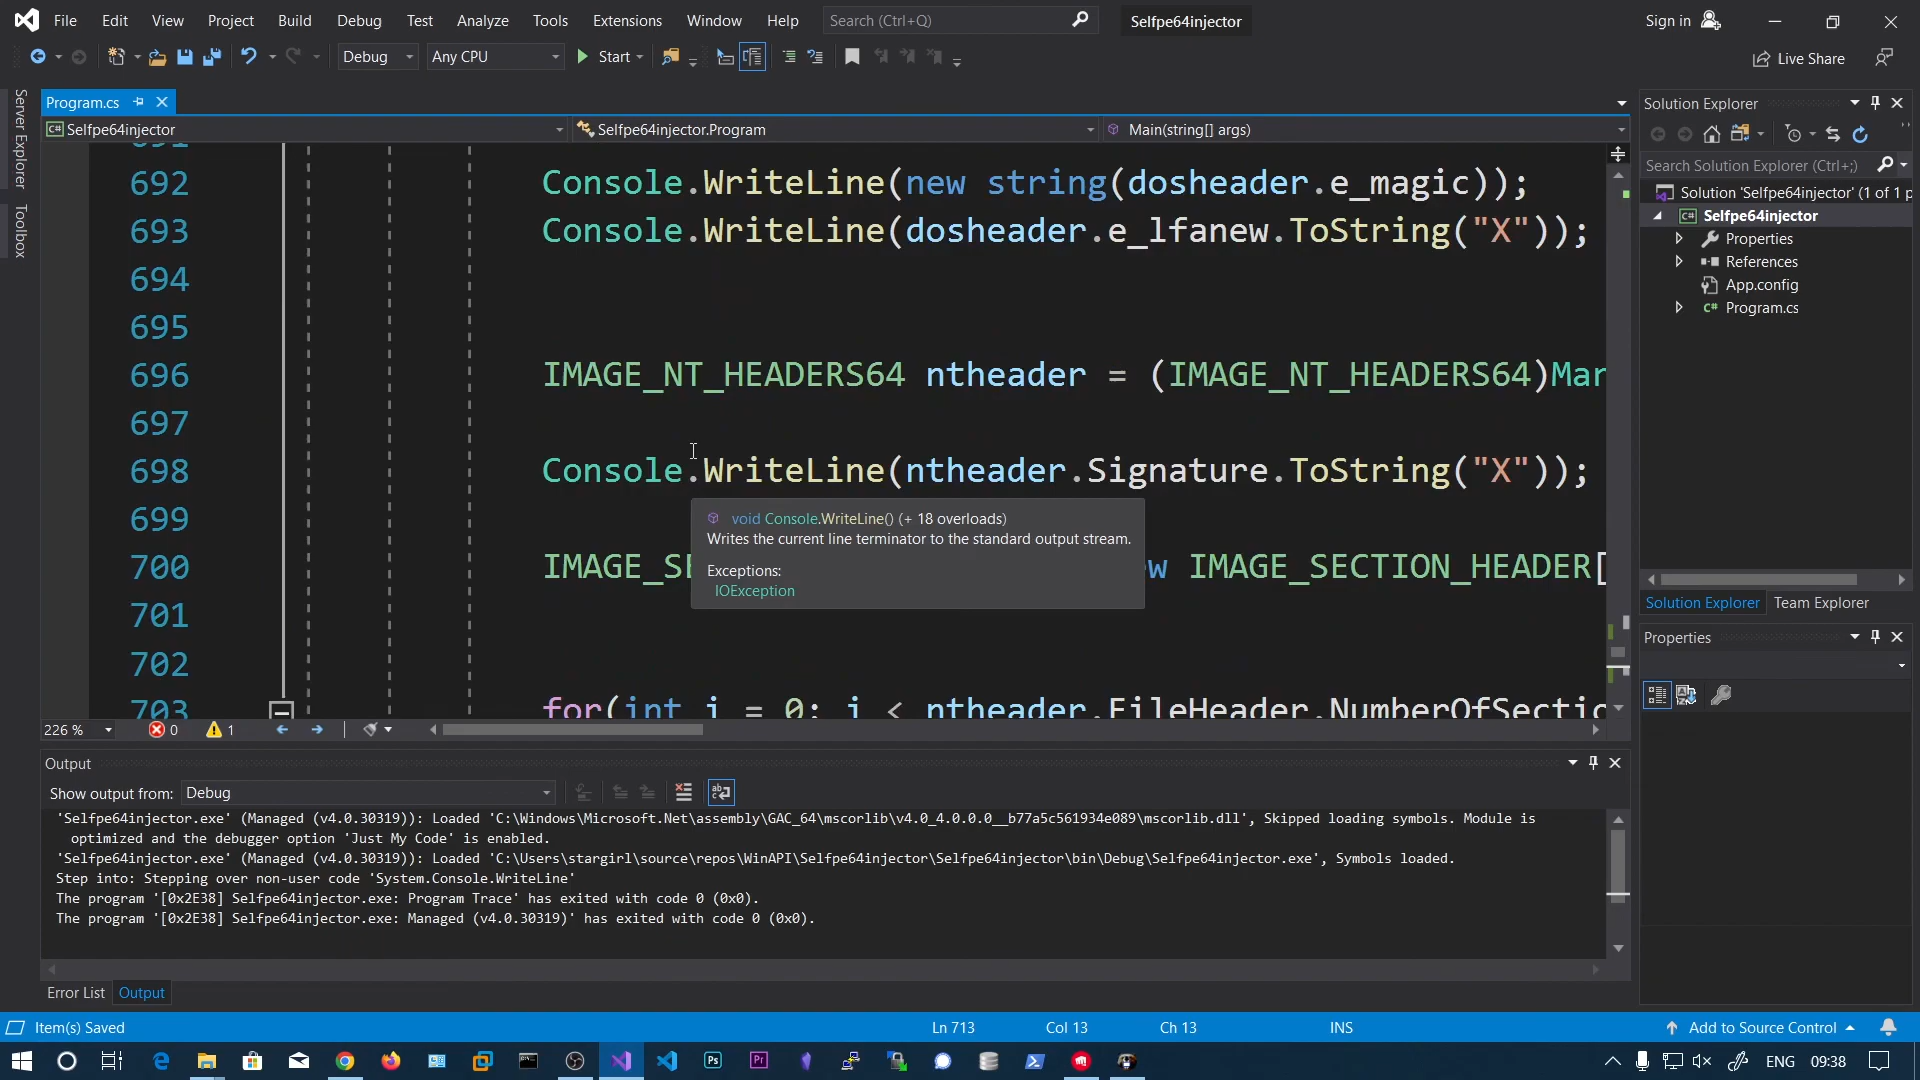 File Edit View Project Build Debug Test Analyze Tools Extensions Window Help Search (Ctrl+Q) Selfpe64injector Sign in
Debug Any CPU Start Live Share
Server Explorer
Toolbox
Program.cs
Selfpe64injector Selfpe64injector.Program Main(string[] args)
692 Console.WriteLine(new string(dosheader.e_magic));
693 Console.WriteLine(dosheader.e_lfanew.ToString("X"));
694
695
696 IMAGE_NT_HEADERS64 ntheader = (IMAGE_NT_HEADERS64)Mar
697
698 Console.WriteLine(ntheader.Signature.ToString("X"));
699
void Console.WriteLine() (+ 18 overloads)
Writes the current line terminator to the standard output stream.
Exceptions:
IOException
700 IMAGE_SE w IMAGE_SECTION_HEADER[
701
702
703 for(int i = 0; i < ntheader.FileHeader.NumberOfSectic
226 % 0 1
Output
Show output from: Debug
'Selfpe64injector.exe' (Managed (v4.0.30319)): Loaded 'C:\Windows\Microsoft.Net\assembly\GAC_64\mscorlib\v4.0_4.0.0.0__b77a5c561934e089\mscorlib.dll', Skipped loading symbols. Module is
optimized and the debugger option 'Just My Code' is enabled.
'Selfpe64injector.exe' (Managed (v4.0.30319)): Loaded 'C:\Users\stargirl\source\repos\WinAPI\Selfpe64injector\Selfpe64injector\bin\Debug\Selfpe64injector.exe', Symbols loaded.
Step into: Stepping over non-user code 'System.Console.WriteLine'
The program '[0x2E38] Selfpe64injector.exe: Program Trace' has exited with code 0 (0x0).
The program '[0x2E38] Selfpe64injector.exe: Managed (v4.0.30319)' has exited with code 0 (0x0).
Error List Output
Solution Explorer
Search Solution Explorer (Ctrl+;)
Solution 'Selfpe64injector' (1 of 1 p
C# Selfpe64injector
Properties
References
App.config
C# Program.cs
Solution Explorer Team Explorer
Properties
Item(s) Saved Ln 713 Col 13 Ch 13 INS Add to Source Control
ENG 09:38